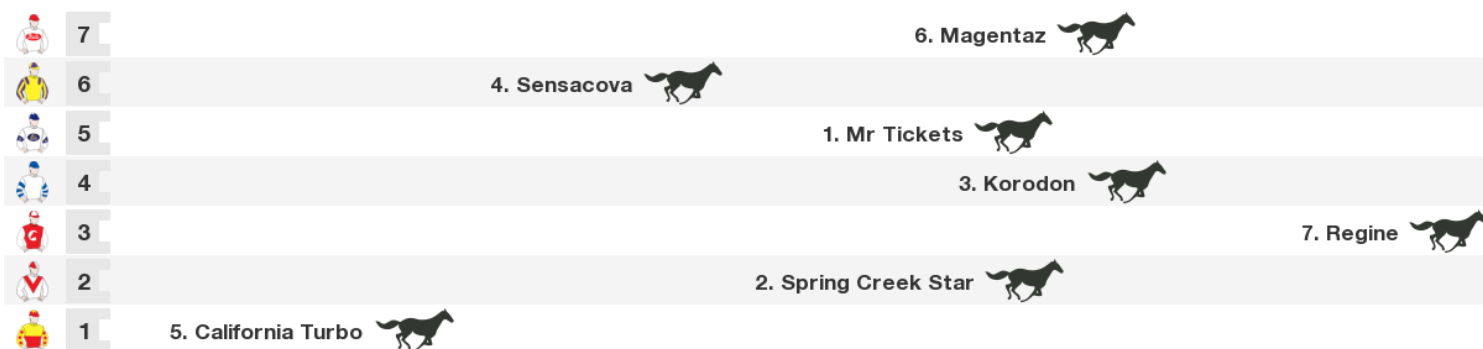 7 6. Magentaz
6 4. Sensacova
5 1. Mr Tickets
4 3. Korodon
3 7. Regine
2 2. Spring Creek Star
1 5. California Turbo